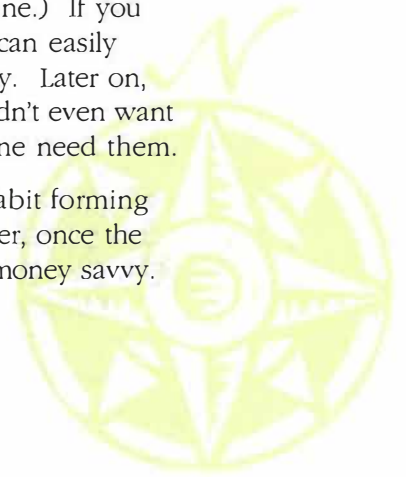 ne.) If you
can easily
y. Later on,
dn't even want
ne need them.
abit forming
er, once the
money savvy.
N